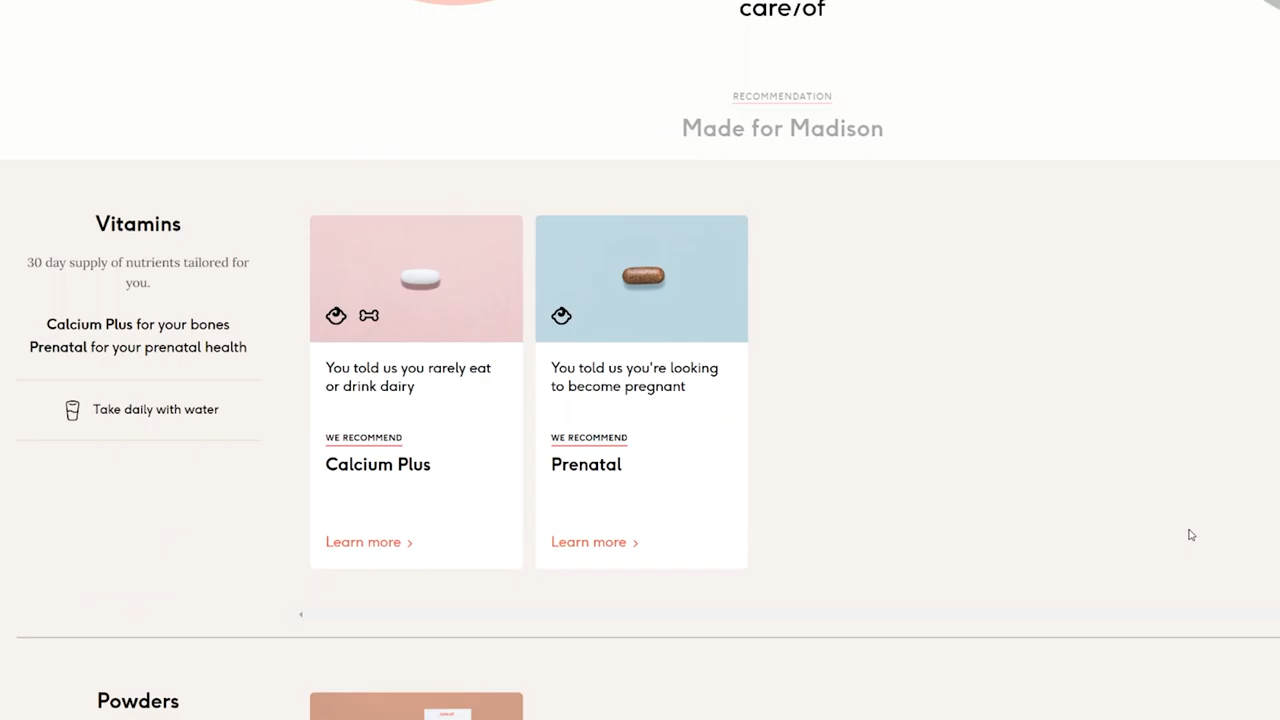 care/of
RECOMMENDATION
Made for Madison
Vitamins
30 day supply of nutrients tailored for
you.
Calcium Plus for your bones
Prenatal for your prenatal health
Take daily with water
You told us you rarely eat
or drink dairy
WE RECOMMEND
Calcium Plus
Learn more >
You told us you're looking
to become pregnant
WE RECOMMEND
Prenatal
Learn more >
Powders
care/of